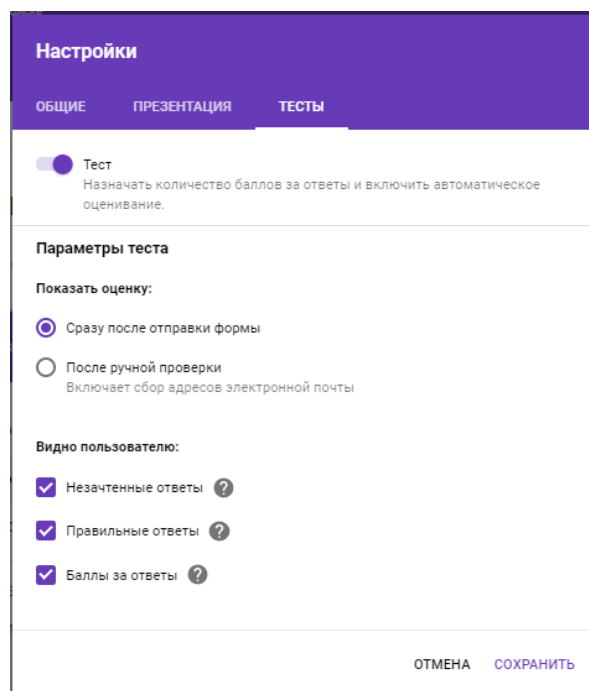 Настройки
ОБЩИЕ ПРЕЗЕНТАЦИЯ ТЕСТЫ
Тест
Назначать количество баллов за ответы и включить автоматическое
оценивание.
Параметры теста
Показать оценку:
Сразу после отправки формы
После ручной проверки
Включает сбор адресов электронной почты
Видно пользователю:
Незачтенные ответы ?
Правильные ответы ?
Баллы за ответы ?
ОТМЕНА СОХРАНИТЬ